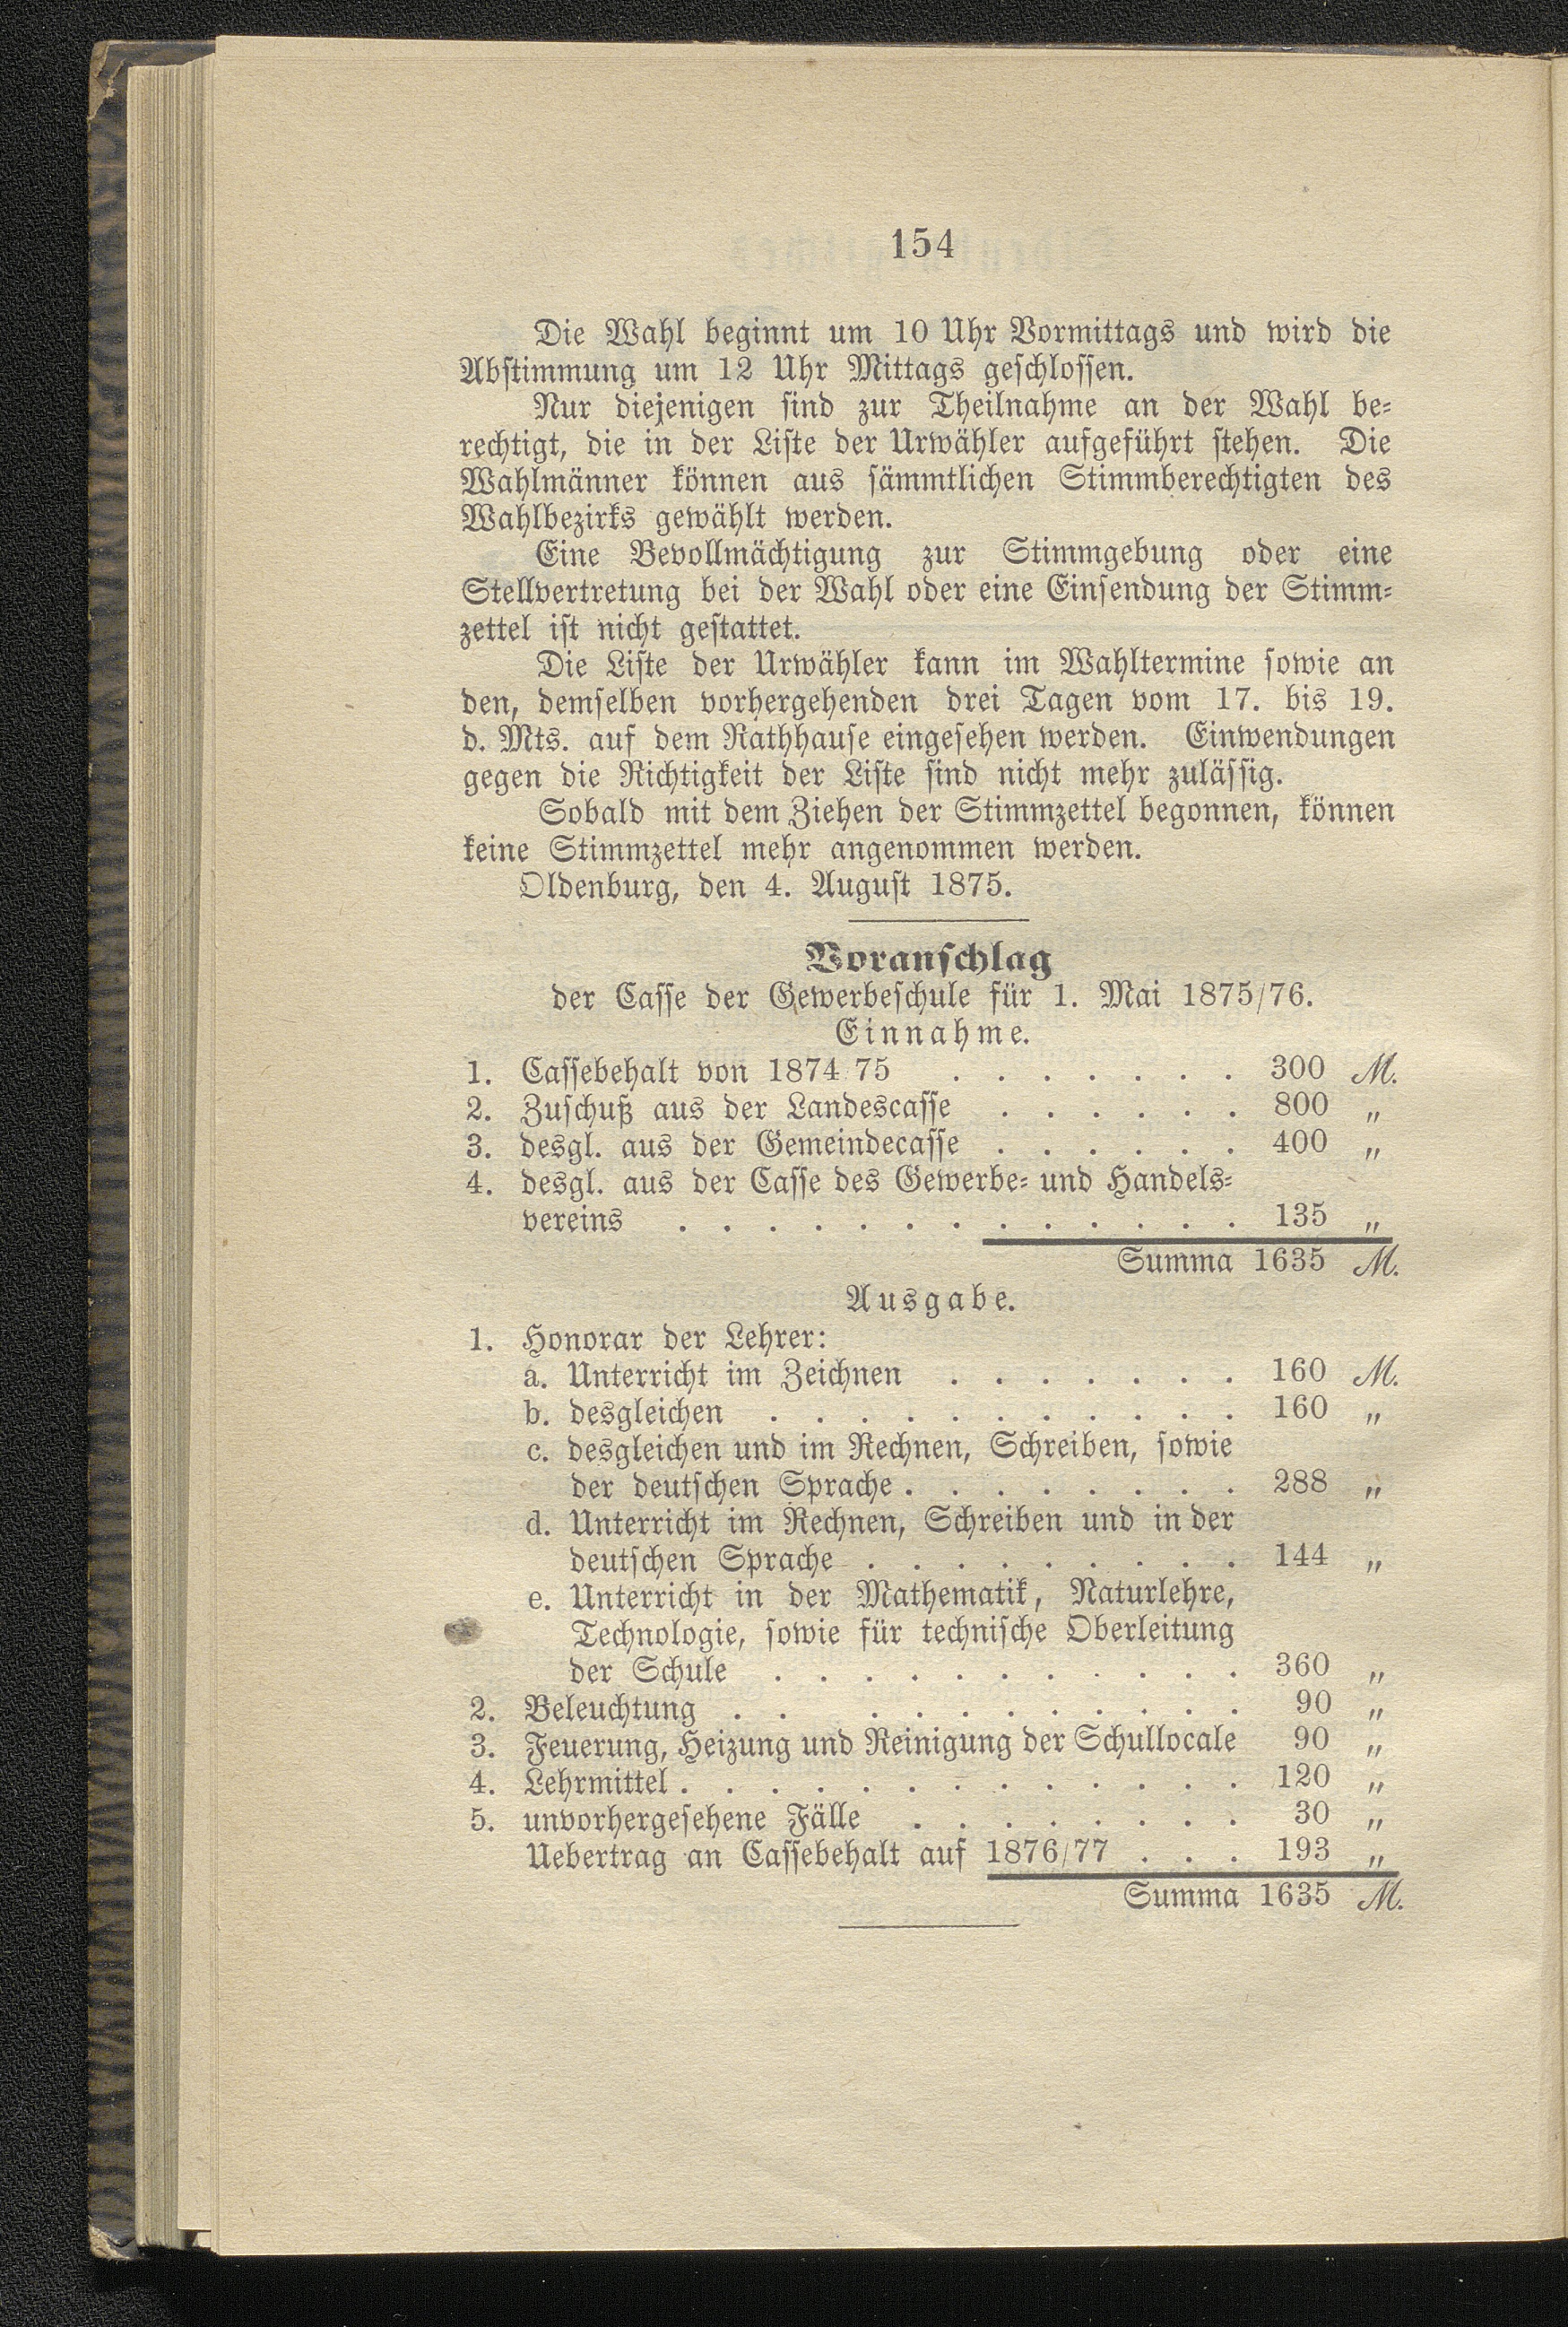 154
Die Wahl beginnt um 10 Uhr Vormittags und wird die
Abstimmung um 12 Uhr Mittags geschlossen.
Nur diejenigen sind zur Theilnahme an der Wahl be-
rechtigt, die in der Liste der Urwähler aufgeführt stehen. Die
Wahlmänner können aus sämmtlichen Stimmberechtigten des
Wahlbezirks gewählt werden.
Eine Bevollmächtigung zur Stimmgebung oder eine
Stellvertretung bei der Wahl oder eine Einsendung der Stimm-
zettel ist nicht gestattet.
Die Liste der Urwähler kann im Wahltermine sowie an
den, demselben vorhergehenden drei Tagen vom 17. bis 19.
d. Mts. auf dem Rathhause eingesehen werden. Einwendungen
gegen die Richtigkeit der Liste sind nicht mehr zulässig.
Sobald mit dem Ziehen der Stimmzettel begonnen, können
keine Stimmzettel mehr angenommen werden.
Oldenburg, den 4. August 1875.
Voranschlag
der Casse der Gewerbeschule für 1. Mai 1875/76.
Einnahme.
1. Cassebehalt von 1874 75 . . . . . . . 300 M.
2. Zuschuß aus der Landescasse . . . . . . 800 „
3. desgl. aus der Gemeindecasse . . . . . . 400 „
4. desgl. aus der Casse des Gewerbe- und Handels-
vereins . . . . . . . . . . . . . 135 „
Summa 1635 M.
Ausgabe.
1. Honorar der Lehrer:
a. Unterricht im Zeichnen . . . . . . . 160 M.
b. desgleichen . . . . . . . . . . . 160 „
c. desgleichen und im Rechnen, Schreiben, sowie
der deutschen Sprache . . . . . . . . 288 „
d. Unterricht im Rechnen, Schreiben und in der
deutschen Sprache . . . . . . . . . 144 „
e. Unterricht in der Mathematik, Naturlehre,
Technologie, sowie für technische Oberleitung
der Schule . . . . . . . . . . . 360 „
2. Beleuchtung . . . . . . . . . . . 90 „
3. Feuerung, Heizung und Reinigung der Schullocale 90 „
4. Lehrmittel . . . . . . . . . . . . . 120 „
5. unvorhergesehene Fälle . . . . . . . . 30 „
Uebertrag an Cassebehalt auf 1876/77 . . . 193 „
Summa 1635 M.